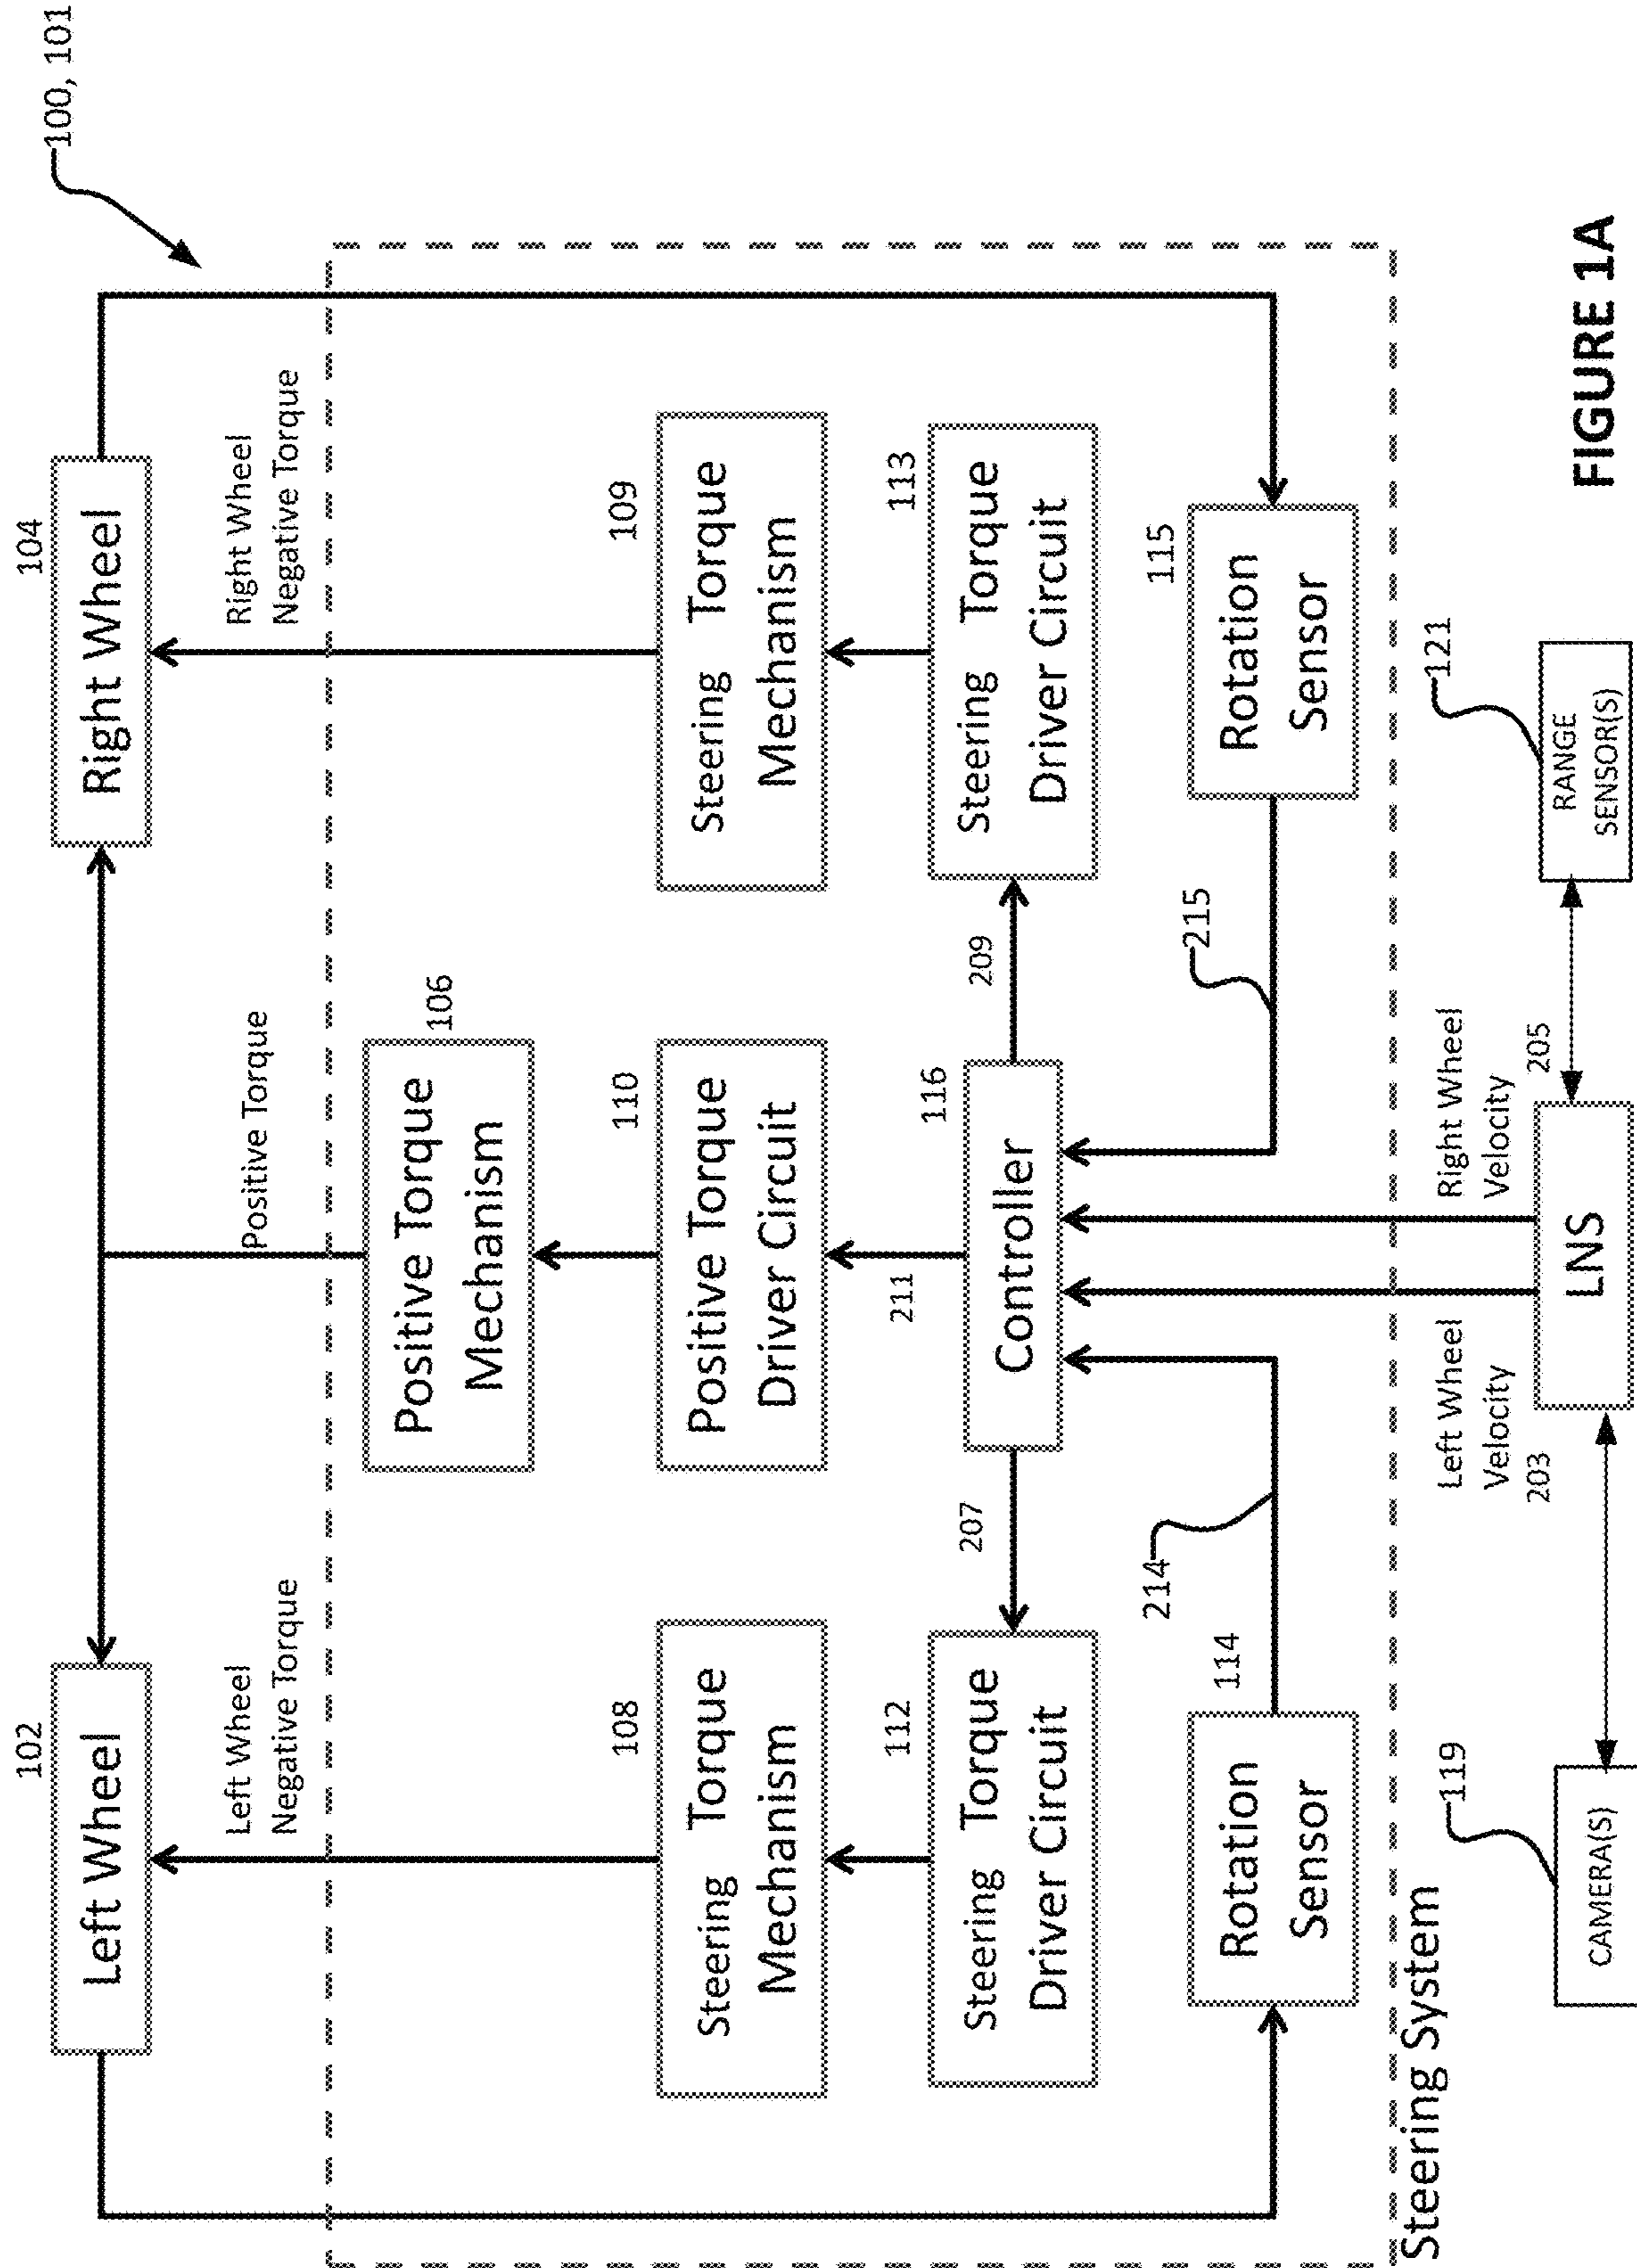 100, 101
102
Left Wheel
104
Right Wheel
Left Wheel
Negative Torque
Positive Torque
Right Wheel
Negative Torque
106
Positive Torque
Mechanism
108
Steering Torque
Mechanism
110
Positive Torque
Driver Circuit
109
Steering Torque
Mechanism
112
Steering Torque
Driver Circuit
207
211
116
Controller
209
113
Steering Torque
Driver Circuit
114
Rotation
Sensor
214
215
115
Rotation
Sensor
Steering System
Left Wheel
Velocity
203
Right Wheel
Velocity
205
119
CAMERA(S)
LNS
121
RANGE
SENSOR(S)
FIGURE 1A